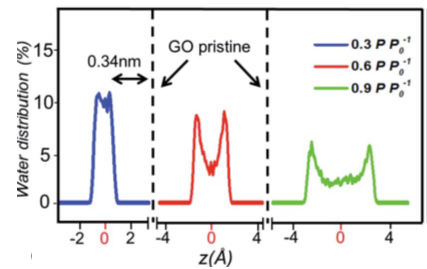 Water distribution (%)
15
10
5
0
0.34nm
GO pristine
0.3 P P₀⁻¹
0.6 P P₀⁻¹
0.9 P P₀⁻¹
-2 0 2 -4 0 4 -4 0 4
z(Å)